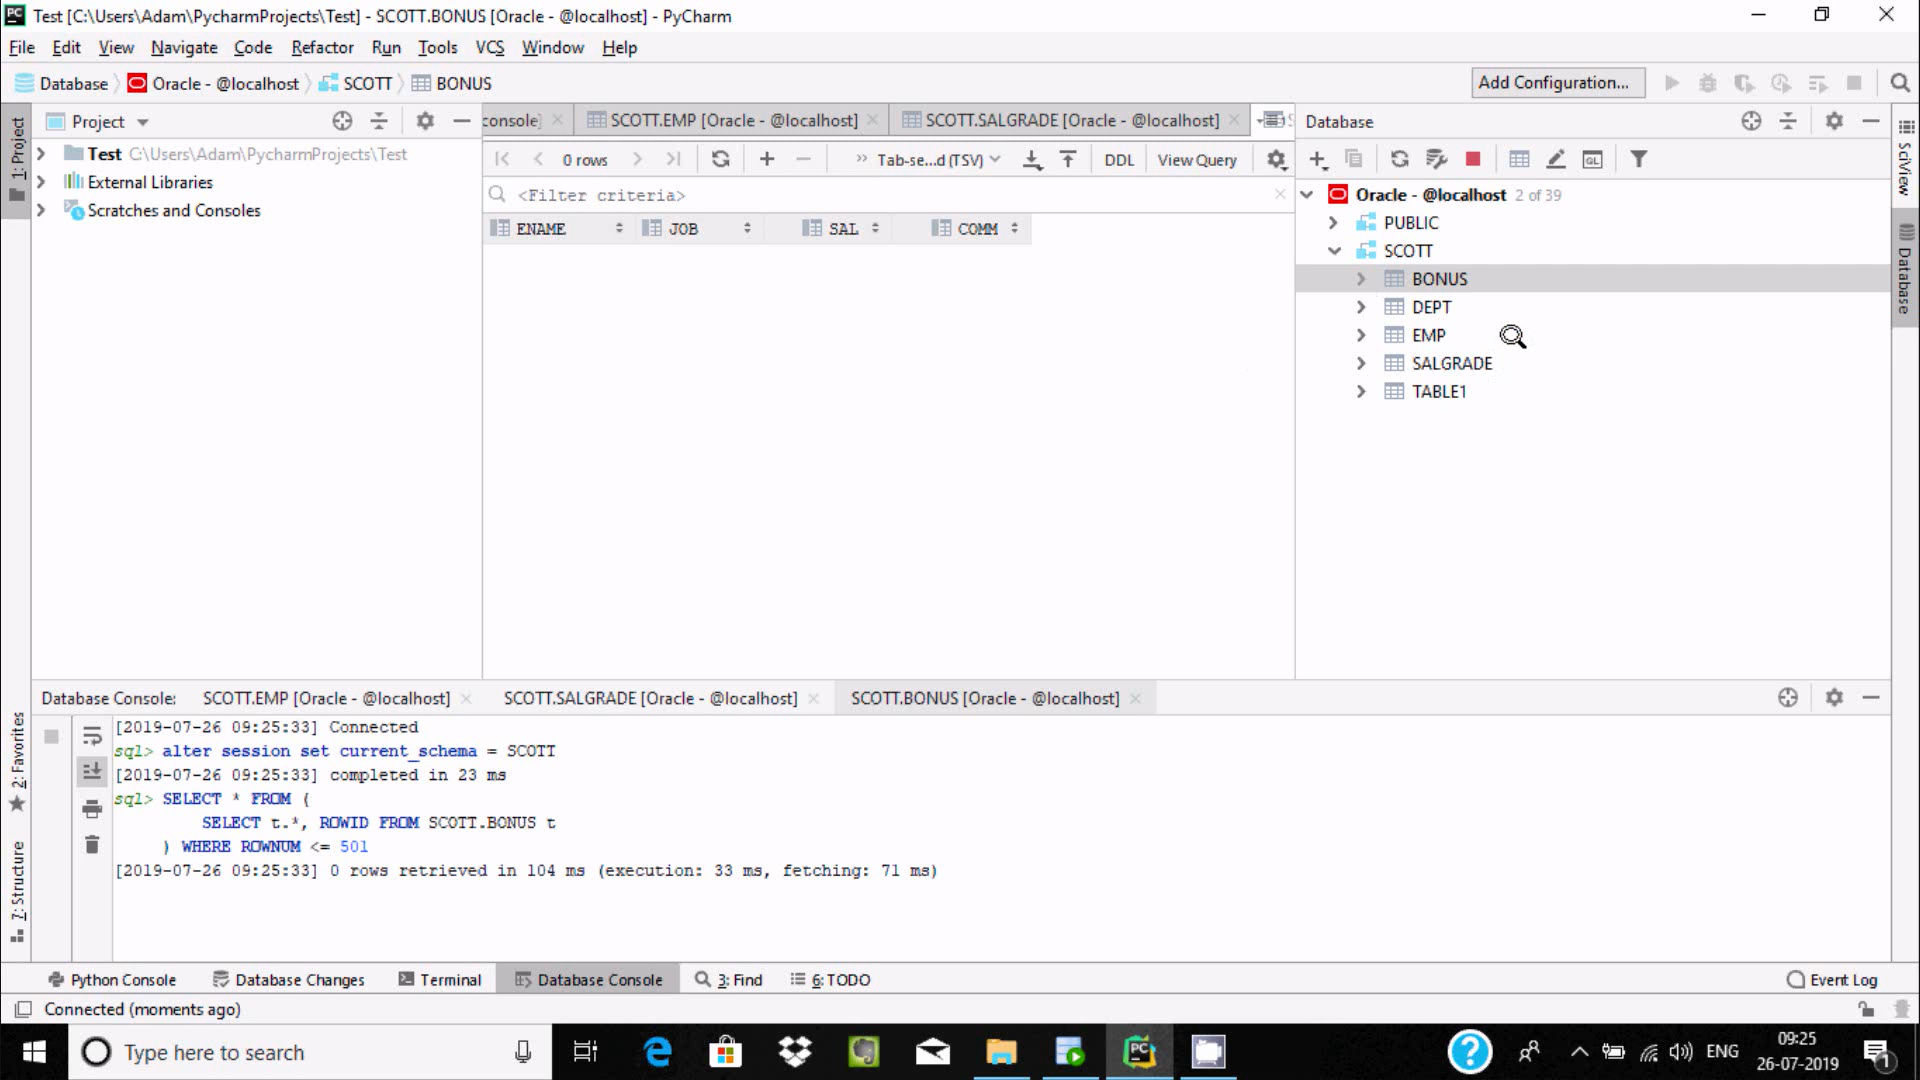 Test [C:\Users\Adam\PycharmProjects\Test] - SCOTT.BONUS [Oracle - @localhost] - PyCharm
File Edit View Navigate Code Refactor Run Tools VCS Window Help
Database Oracle - @localhost SCOTT BONUS
Add Configuration...
1: Project
Project
Test C:\Users\Adam\PycharmProjects\Test
External Libraries
Scratches and Consoles
console] SCOTT.EMP [Oracle - @localhost] SCOTT.SALGRADE [Oracle - @localhost]
0 rows Tab-se...d (TSV) DDL View Query
<Filter criteria>
ENAME JOB SAL COMM
Database
Oracle - @localhost 2 of 39
PUBLIC
SCOTT
BONUS
DEPT
EMP
SALGRADE
TABLE1
SciView
Database
2: Favorites
7: Structure
Database Console: SCOTT.EMP [Oracle - @localhost] SCOTT.SALGRADE [Oracle - @localhost] SCOTT.BONUS [Oracle - @localhost]
[2019-07-26 09:25:33] Connected
sql> alter session set current_schema = SCOTT
[2019-07-26 09:25:33] completed in 23 ms
sql> SELECT * FROM (
SELECT t.*, ROWID FROM SCOTT.BONUS t
) WHERE ROWNUM <= 501
[2019-07-26 09:25:33] 0 rows retrieved in 104 ms (execution: 33 ms, fetching: 71 ms)
Python Console Database Changes Terminal Database Console 3: Find 6: TODO Event Log
Connected (moments ago)
Type here to search
ENG
09:25
26-07-2019
1